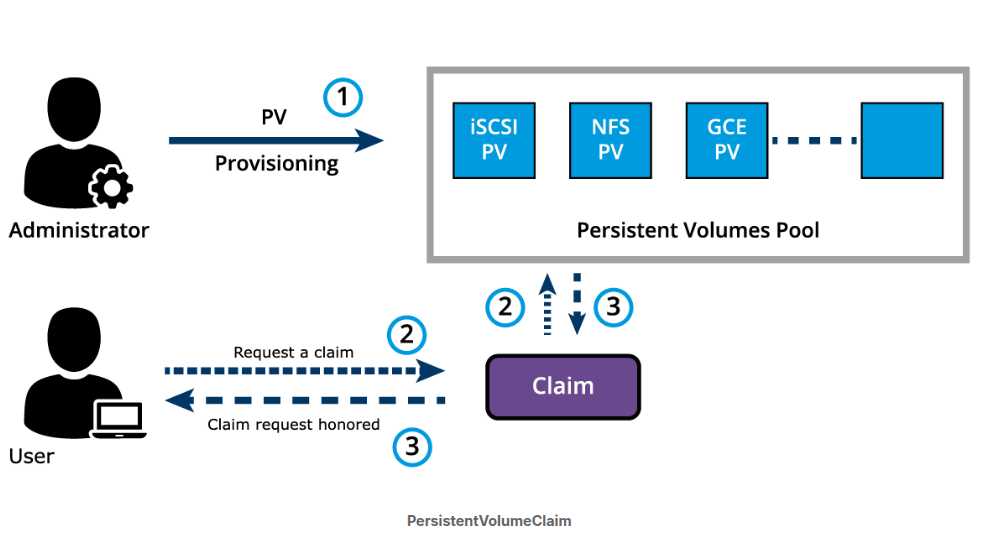 1
PV
Provisioning
Administrator
iSCSI
PV
NFS
PV
GCE
PV
Persistent Volumes Pool
2
3
2
Request a claim
Claim request honored
3
User
Claim
PersistentVolumeClaim